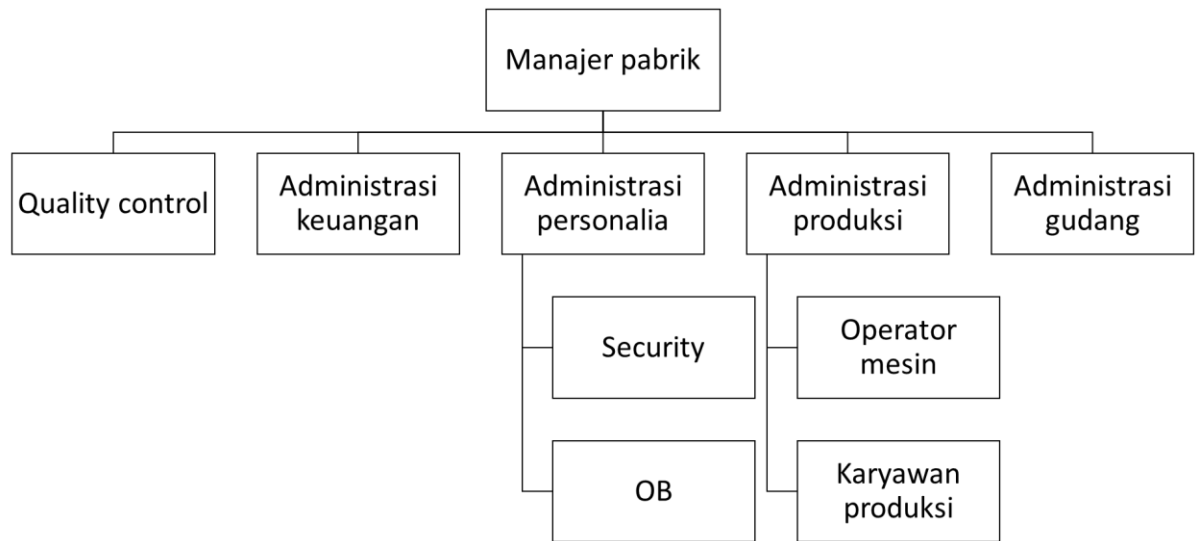 Manajer pabrik
Quality control
Administrasi
keuangan
Administrasi
personalia
Administrasi
produksi
Administrasi
gudang
Security
Operator
mesin
OB
Karyawan
produksi